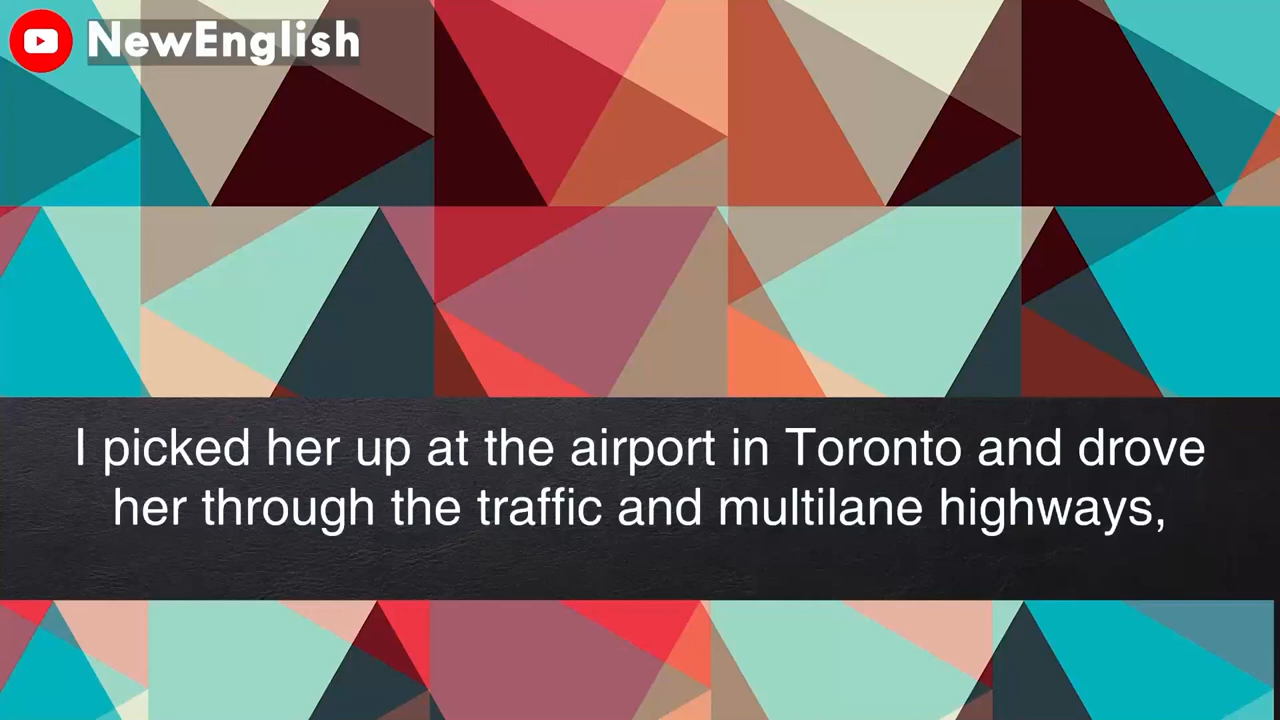 NewEnglish
I picked her up at the airport in Toronto and drove
her through the traffic and multilane highways,